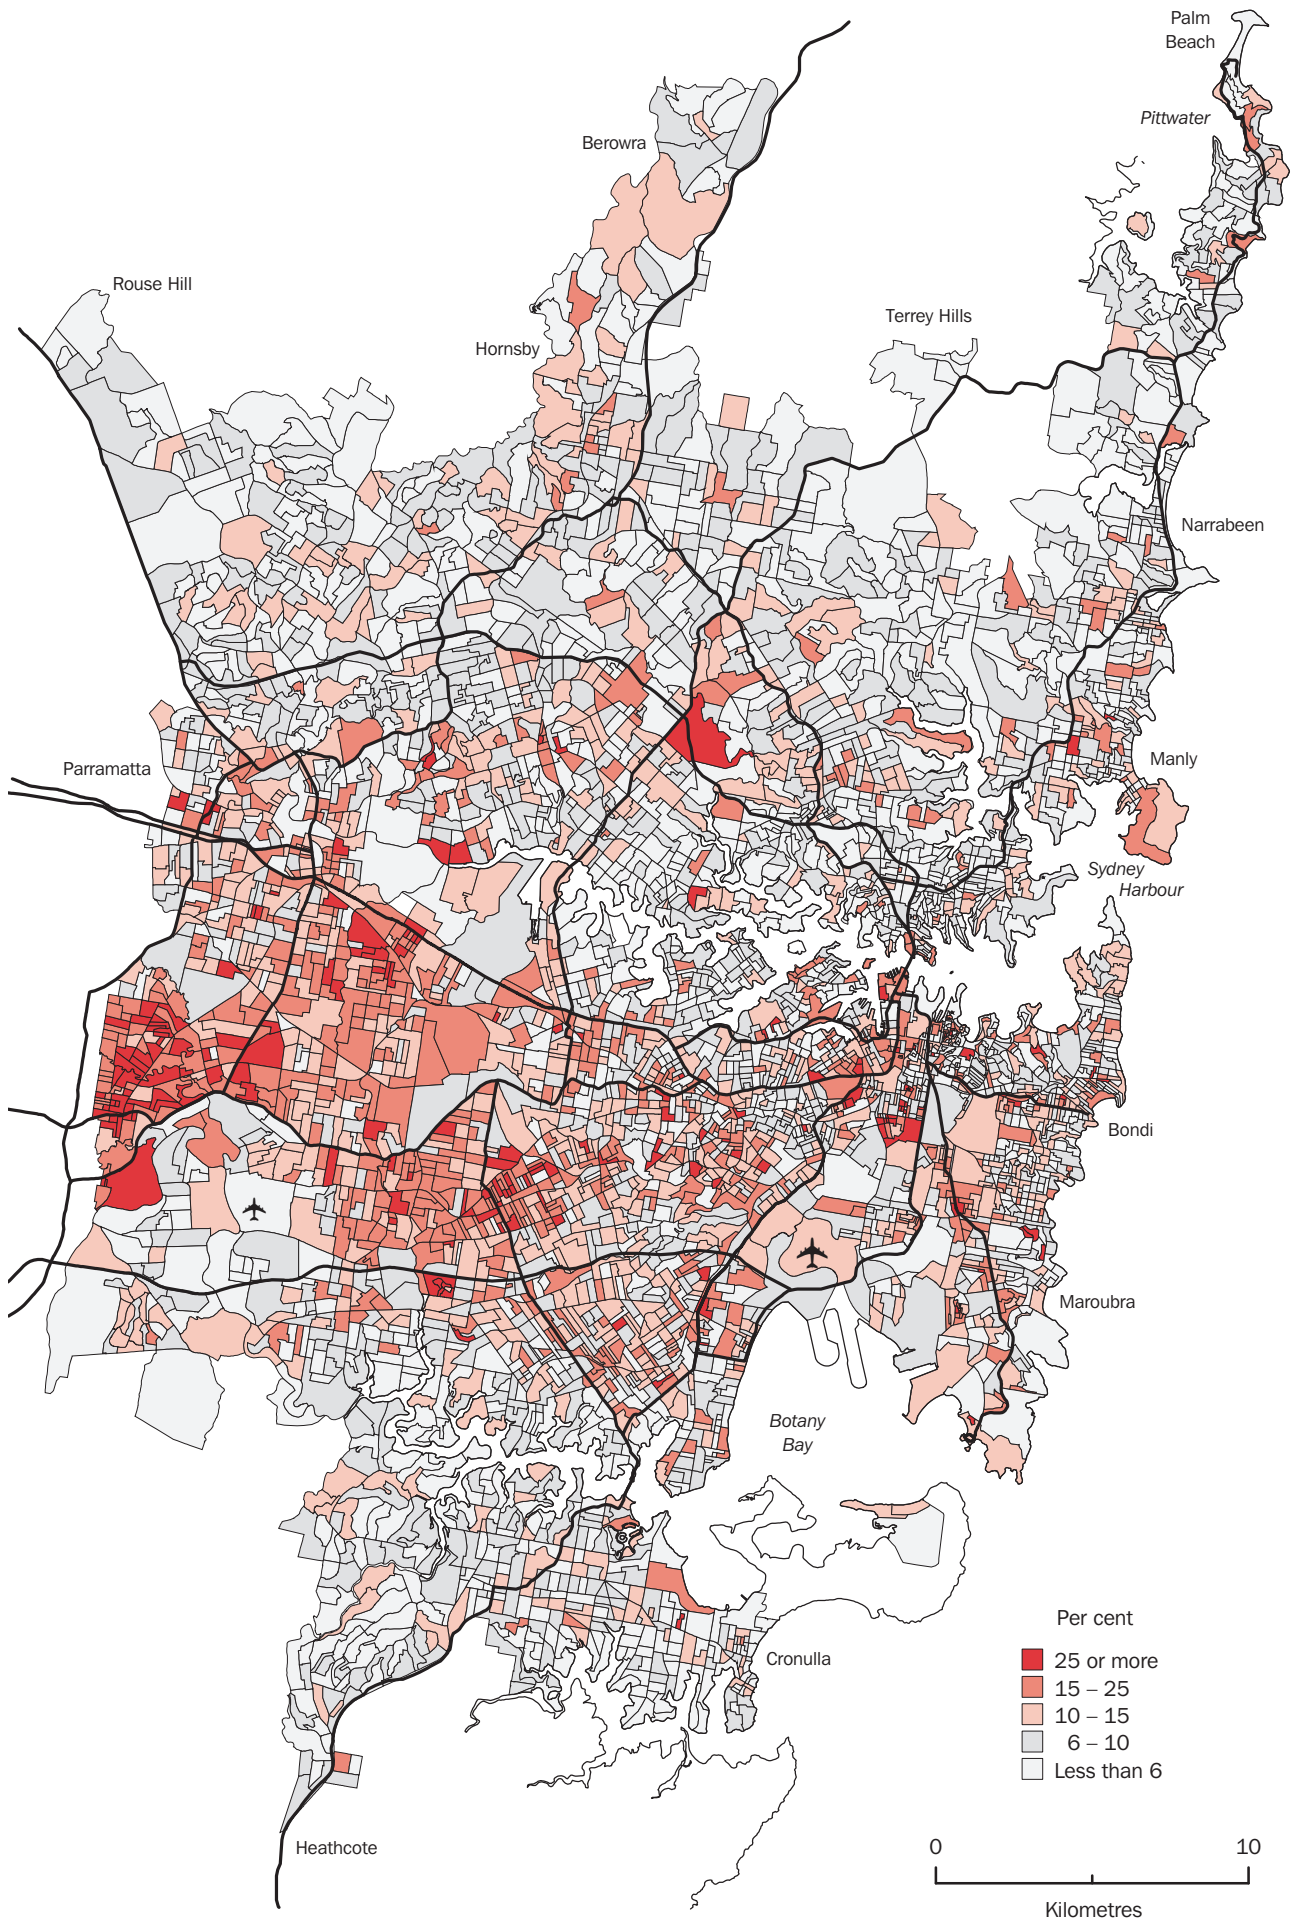 Palm
Beach
Pittwater
Berowra
Rouse Hill
Terrey Hills
Hornsby
Narrabeen
Manly
Parramatta
Sydney
Harbour
Bondi
Maroubra
Botany
Bay
Per cent
Cronulla
25 or more
15 – 25
10 – 15
6 – 10
Less than 6
Heathcote
0 10
Kilometres